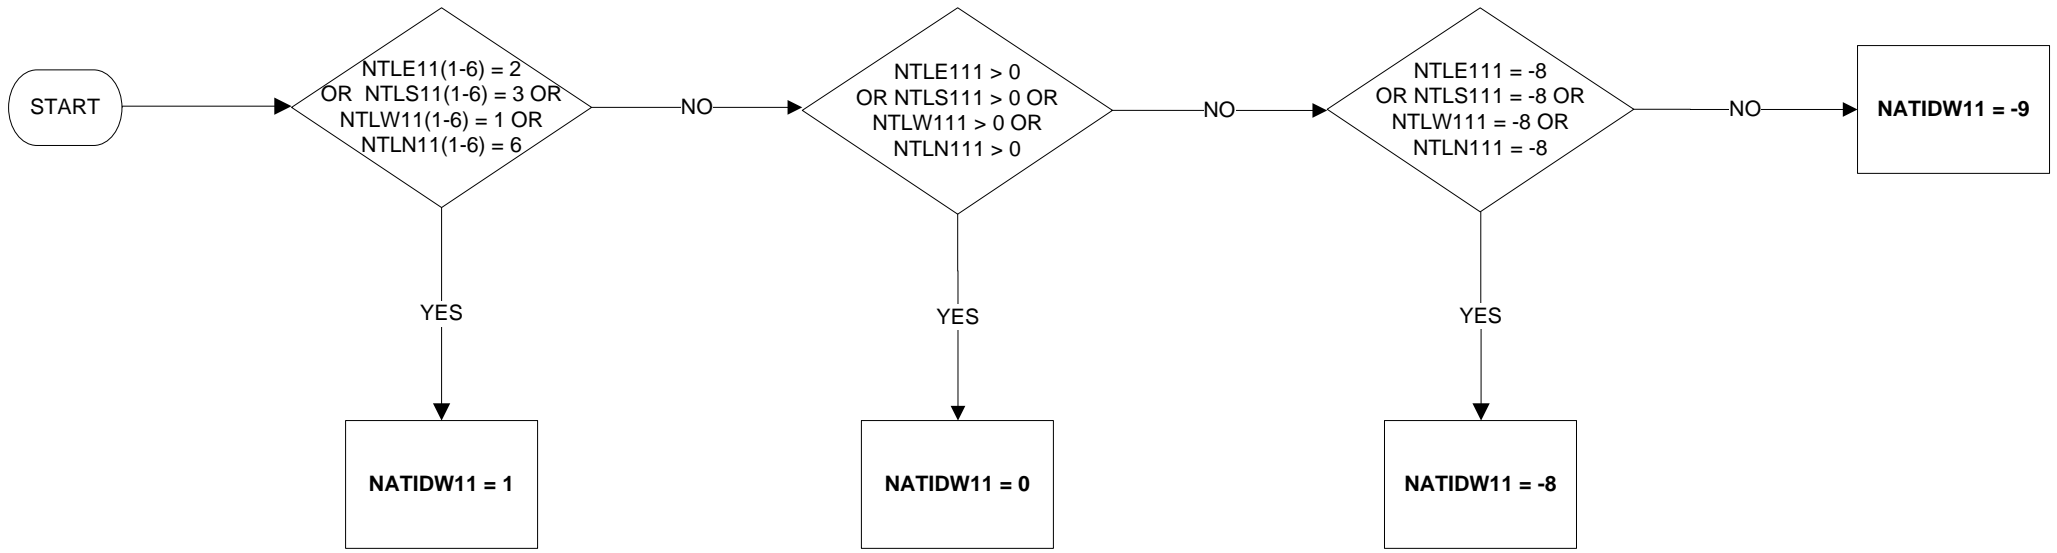 START
NTLE11(1-6) = 2
OR NTLS11(1-6) = 3 OR
NTLW11(1-6) = 1 OR
NTLN11(1-6) = 6
NO
NTLE111 > 0
OR NTLS111 > 0 OR
NTLW111 > 0 OR
NTLN111 > 0
NO
NTLE111 = -8
OR NTLS111 = -8 OR
NTLW111 = -8 OR
NTLN111 = -8
NO
NATIDW11 = -9
YES
YES
YES
NATIDW11 = 1
NATIDW11 = 0
NATIDW11 = -8